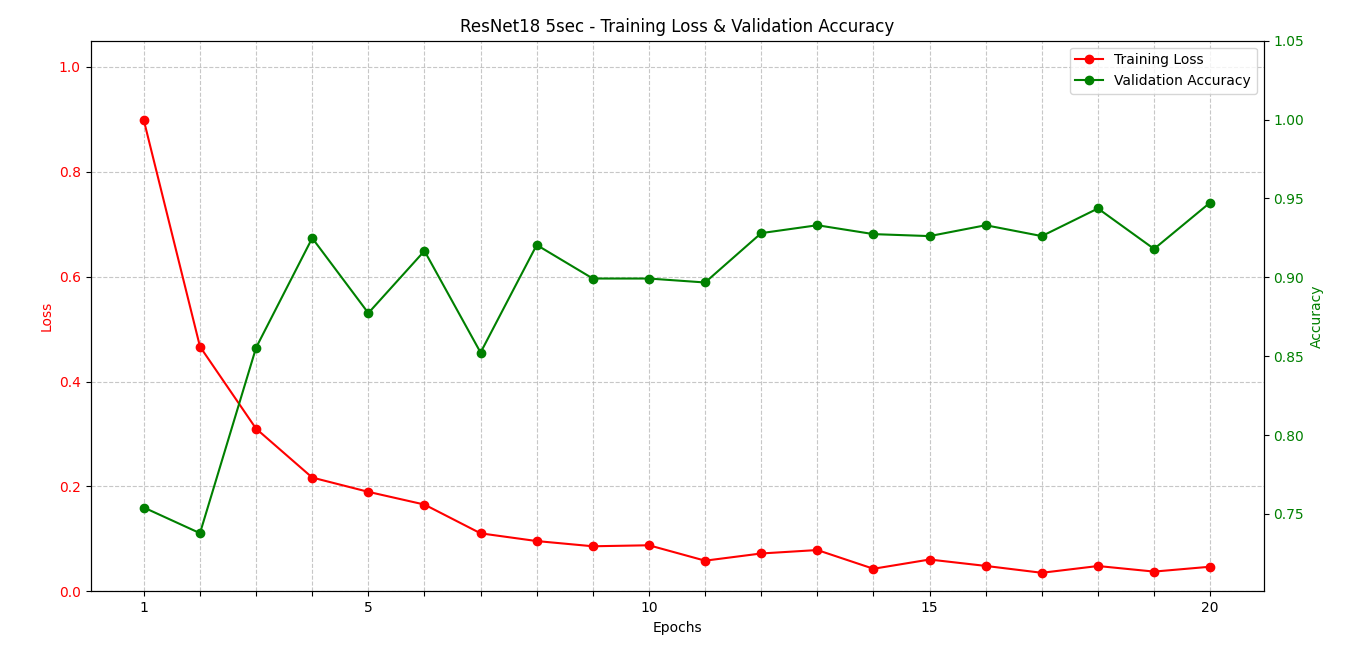 ResNet18 5sec - Training Loss & Validation Accuracy
Training Loss
Validation Accuracy
1.0
0.8
0.6
0.4
0.2
0.0
Loss
1.05
1.00
0.95
0.90
0.85
0.80
0.75
Accuracy
1 5 10 15 20
Epochs